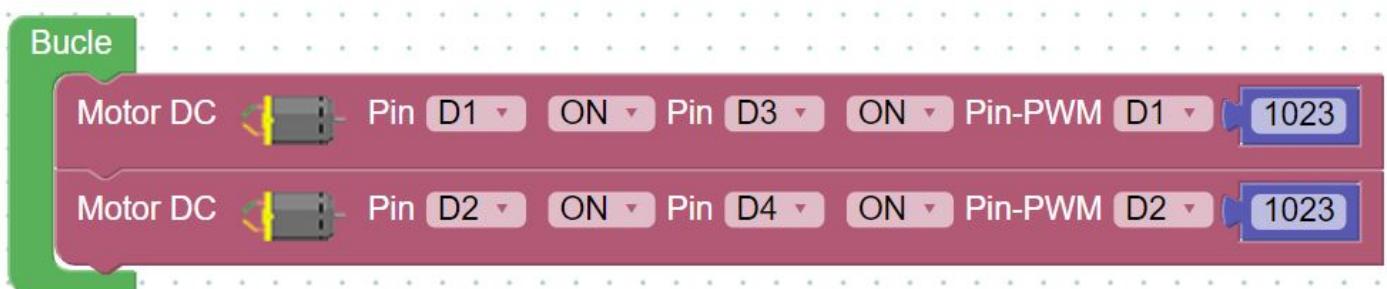 Bucle
Motor DC Pin D1 ON Pin D3 ON Pin-PWM D1 1023
Motor DC Pin D2 ON Pin D4 ON Pin-PWM D2 1023